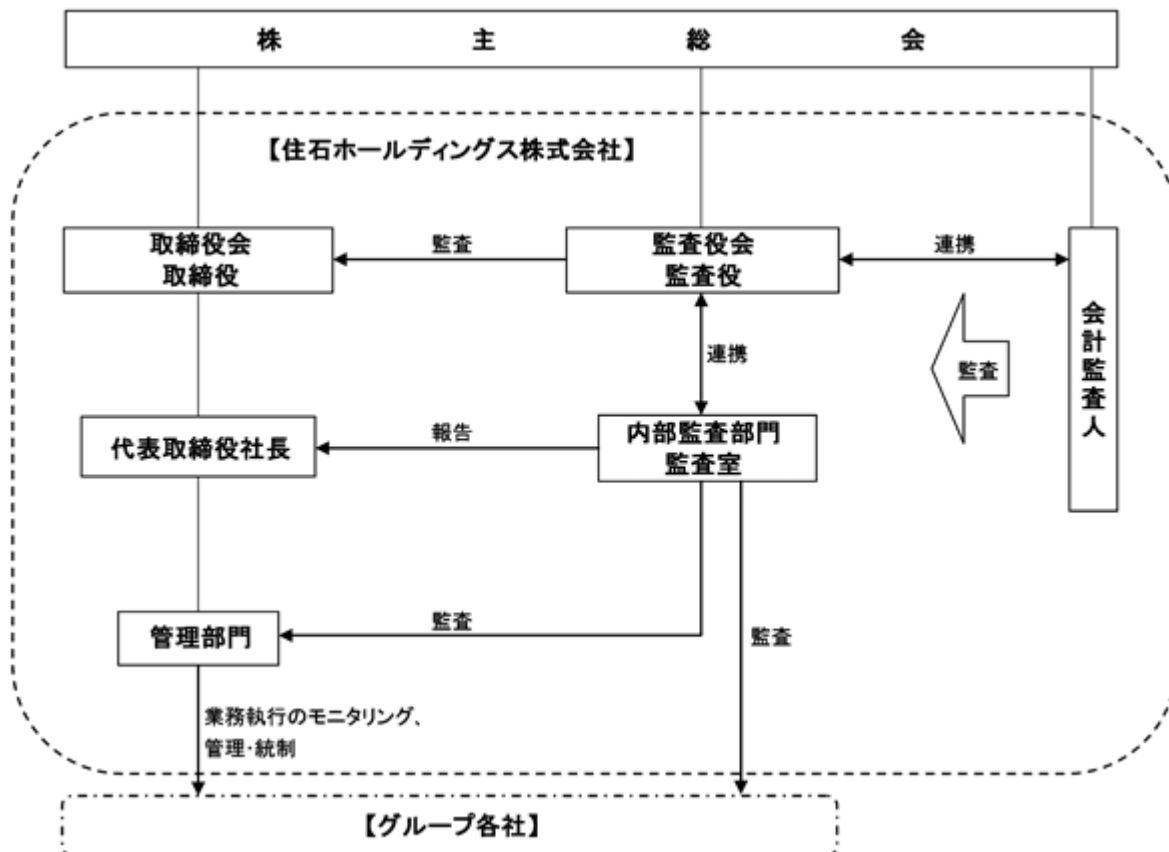 株主総会
【住石ホールディングス株式会社】
取締役会
取締役
監査
監査役会
監査役
連携
会計監査人
監査
連携
代表取締役社長
報告
内部監査部門
監査室
管理部門
監査
監査
業務執行のモニタリング、
管理・統制
【グループ各社】